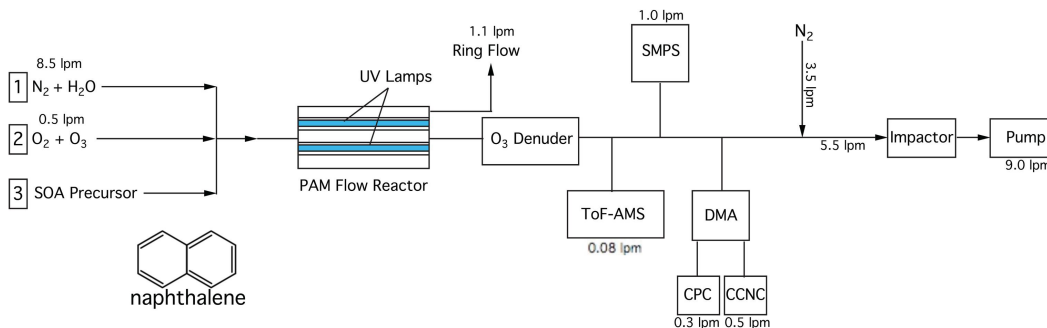 8.5 lpm
1 N₂ + H₂O
0.5 lpm
2 O₂ + O₃
3 SOA Precursor
naphthalene
UV Lamps
PAM Flow Reactor
1.1 lpm
Ring Flow
O₃ Denuder
1.0 lpm
SMPS
ToF-AMS
0.08 lpm
DMA
CPC
0.3 lpm
CCNC
0.5 lpm
N₂
3.5 lpm
5.5 lpm
Impactor
Pump
9.0 lpm